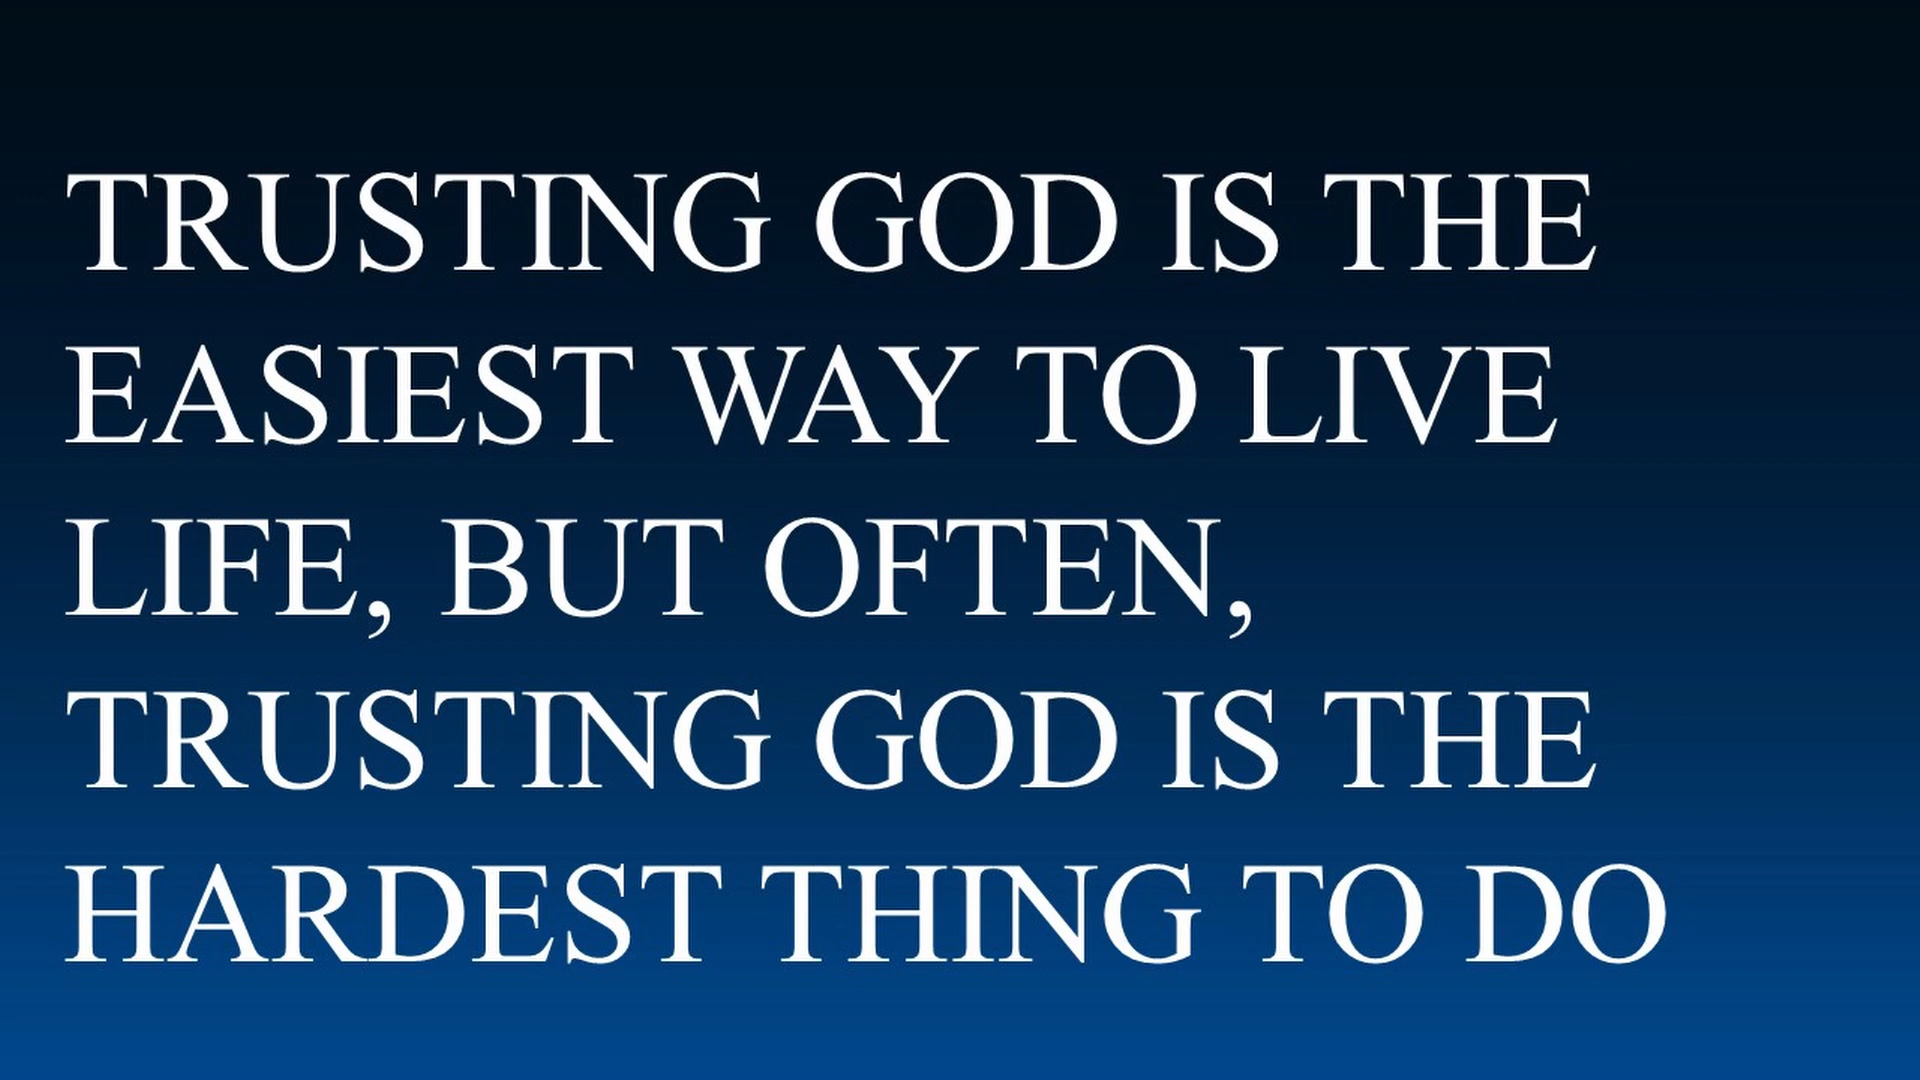 TRUSTING GOD IS THE
EASIEST WAY TO LIVE
LIFE, BUT OFTEN,
TRUSTING GOD IS THE
HARDEST THING TO DO